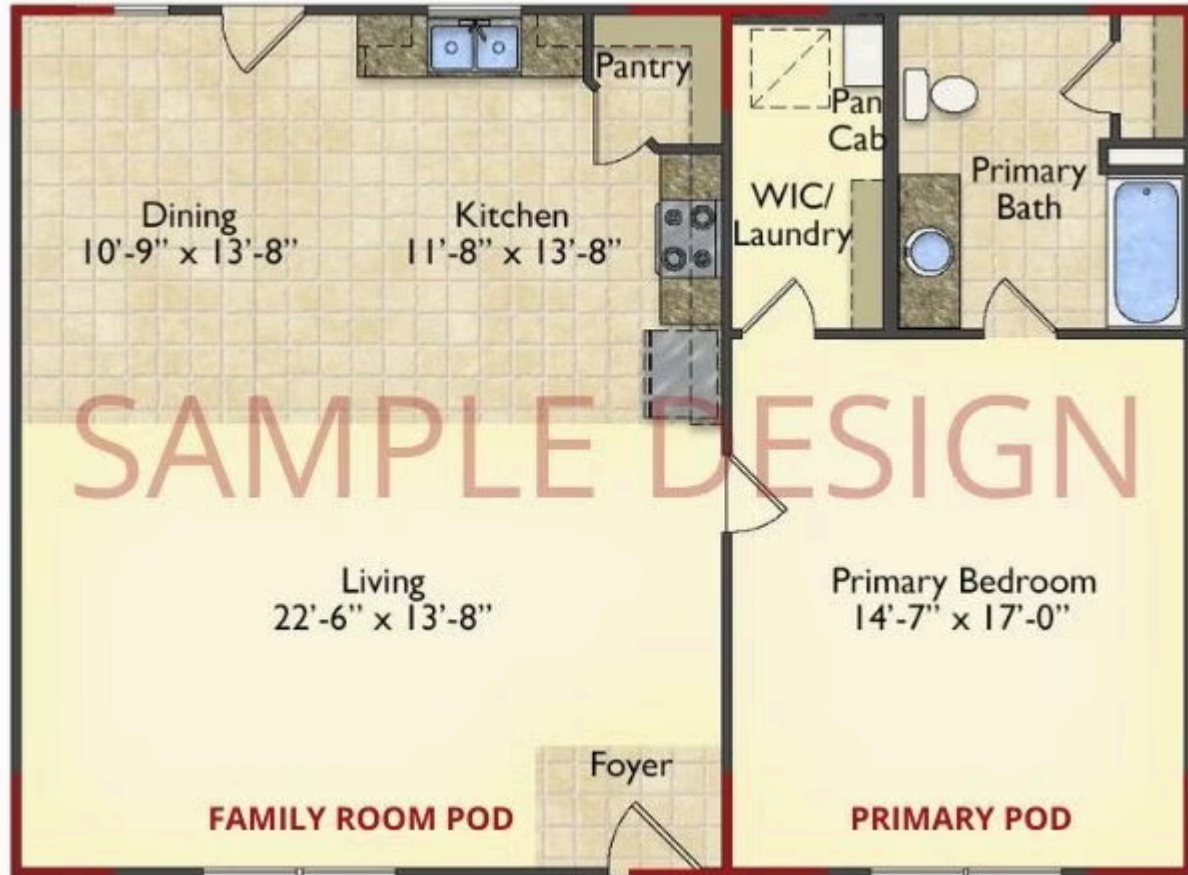 Pantry
Pan
Cab
Primary
Bath
WIC/
Laundry
Dining
10'-9" x 13'-8"
Kitchen
11'-8" x 13'-8"
SAMPLE DESIGN
Living
22'-6" x 13'-8"
Primary Bedroom
14'-7" x 17'-0"
Foyer
FAMILY ROOM POD
PRIMARY POD